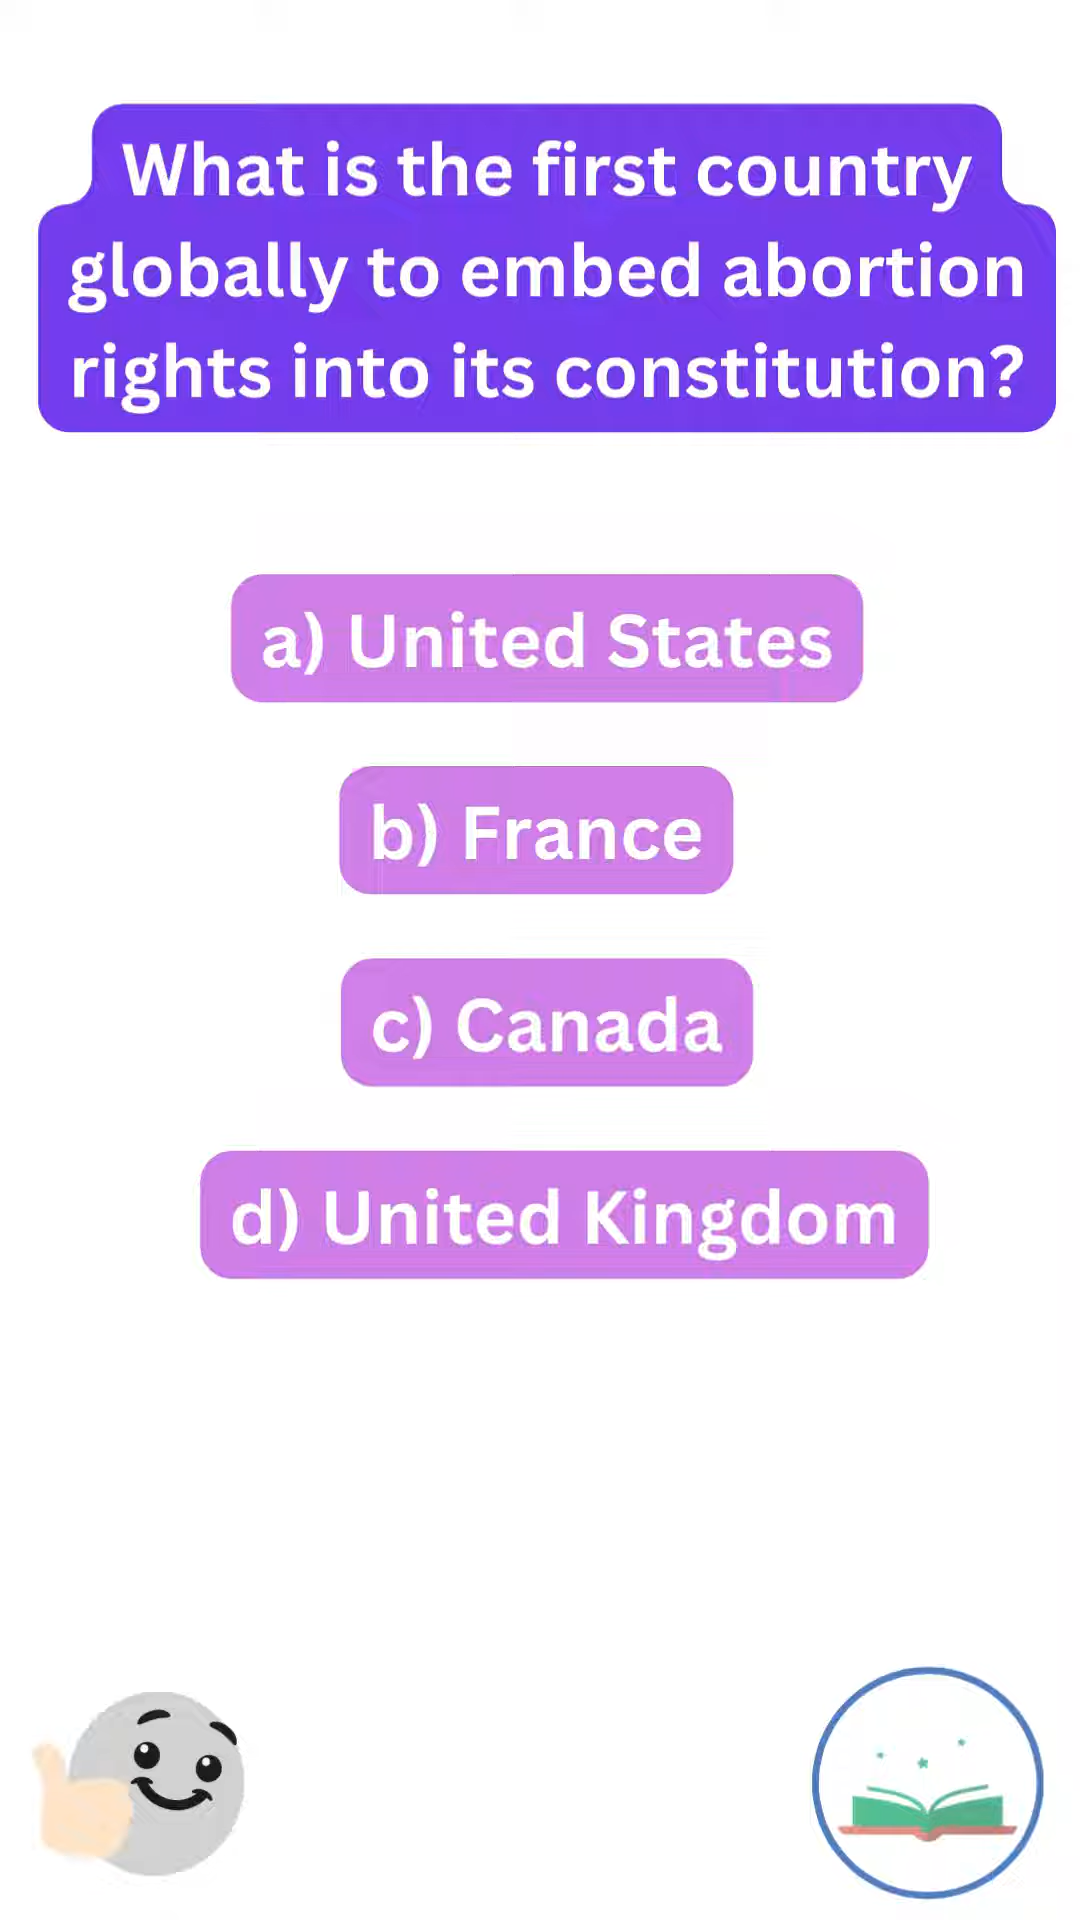 What is the first country
globally to embed abortion
rights into its constitution?
a) United States
b) France
c) Canada
d) United Kingdom